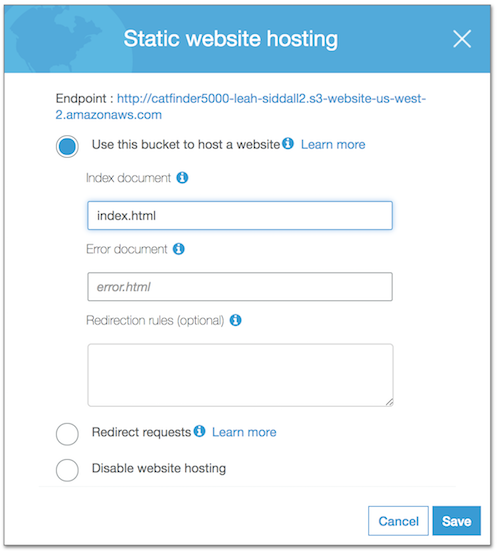 Static website hosting
Endpoint : http://catfinder5000-leah-siddall2.s3-website-us-west-
2.amazonaws.com
Use this bucket to host a website Learn more
Index document
index.html
Error document
error.html
Redirection rules (optional)
Redirect requests Learn more
Disable website hosting
Cancel Save